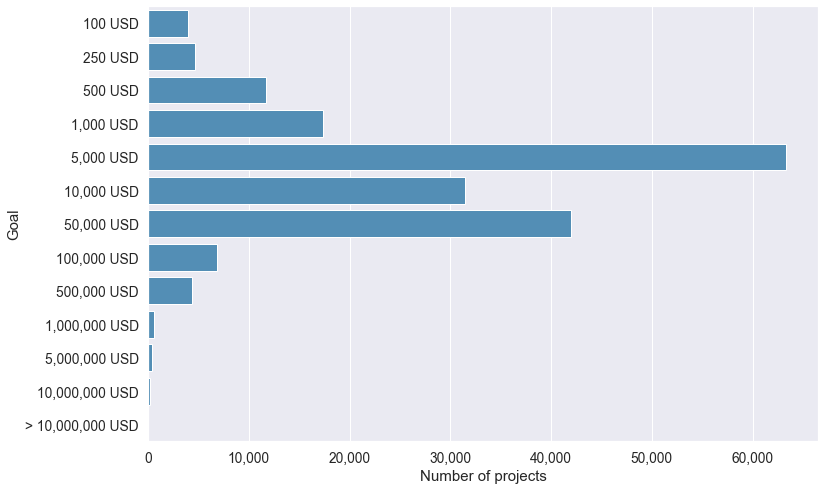 100 USD
250 USD
500 USD
1,000 USD
5,000 USD
10,000 USD
50,000 USD
100,000 USD
500,000 USD
1,000,000 USD
5,000,000 USD
10,000,000 USD
> 10,000,000 USD
Goal
0 10,000 20,000 30,000 40,000 50,000 60,000
Number of projects